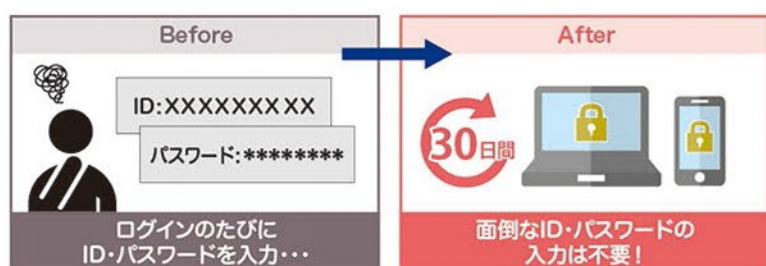 Before
ID:XXXXXXXXX
パスワード:********
ログインのたびに
ID・パスワードを入力・・・
After
30日間
面倒なID・パスワードの
入力は不要!